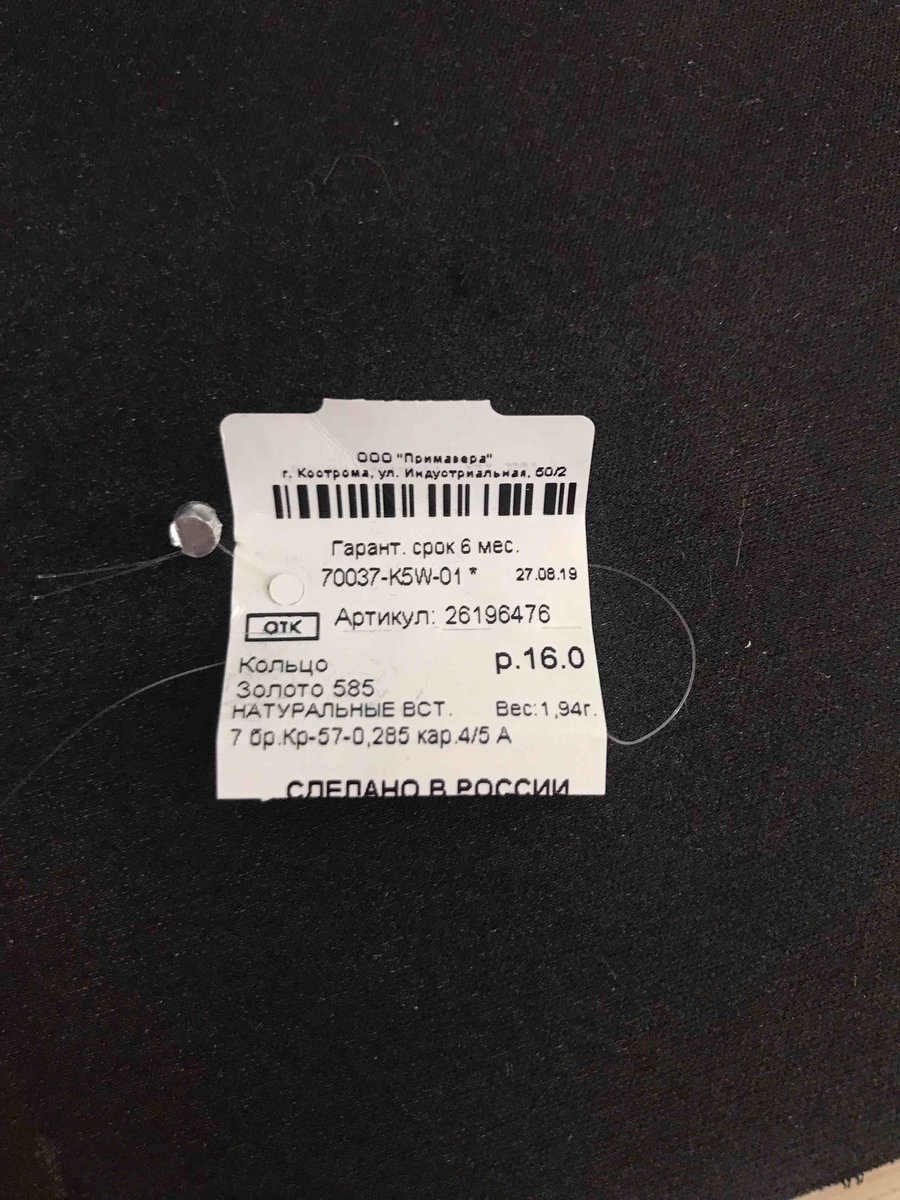 ООО "Примавера"
г. Кострома, ул. Индустриальная, 50/2
Гарант. срок 6 мес.
70037-K5W-01 * 27.08.19
ОТК Артикул: 26196476
Кольцо р.16.0
Золото 585
НАТУРАЛЬНЫЕ ВСТ. Вес:1,94г.
7 бр.Кр-57-0,285 кар.4/5 А
СДЕЛАНО В РОССИИ